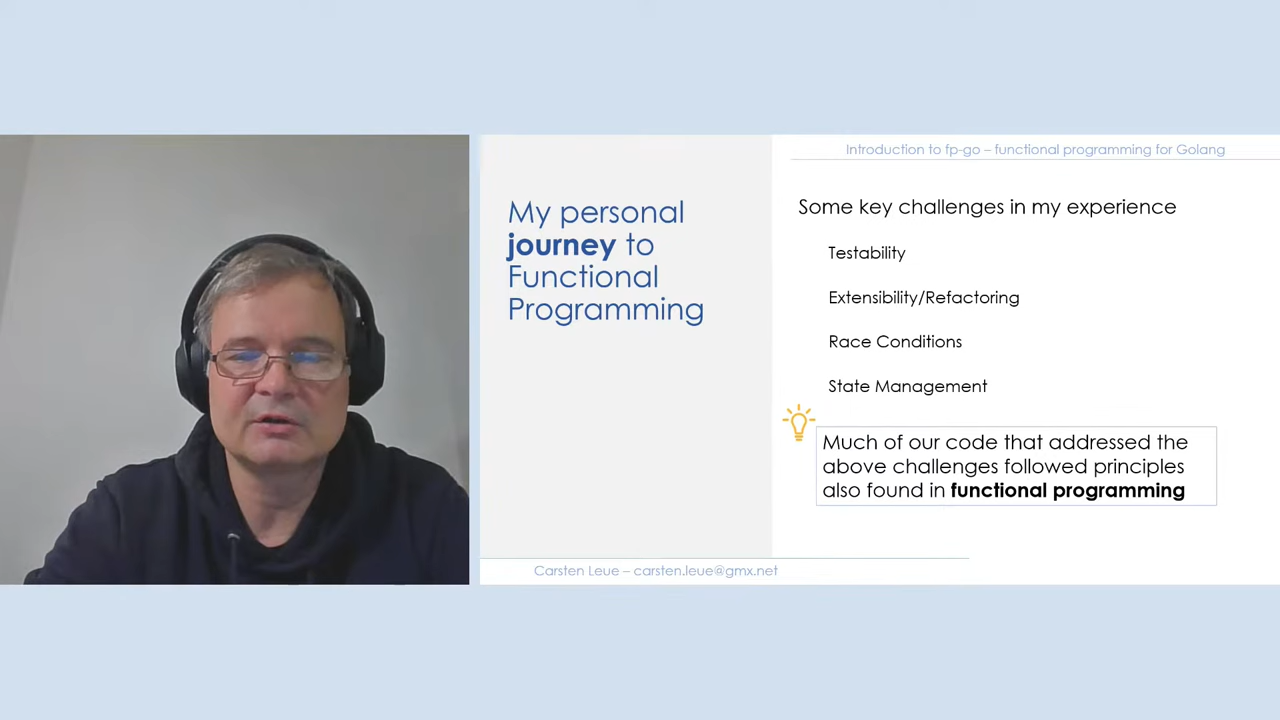 Introduction to fp-go – functional programming for Golang
My personal
journey to
Functional
Programming
Some key challenges in my experience
Testability
Extensibility/Refactoring
Race Conditions
State Management
Much of our code that addressed the
above challenges followed principles
also found in functional programming
Carsten Leue – carsten.leue@gmx.net